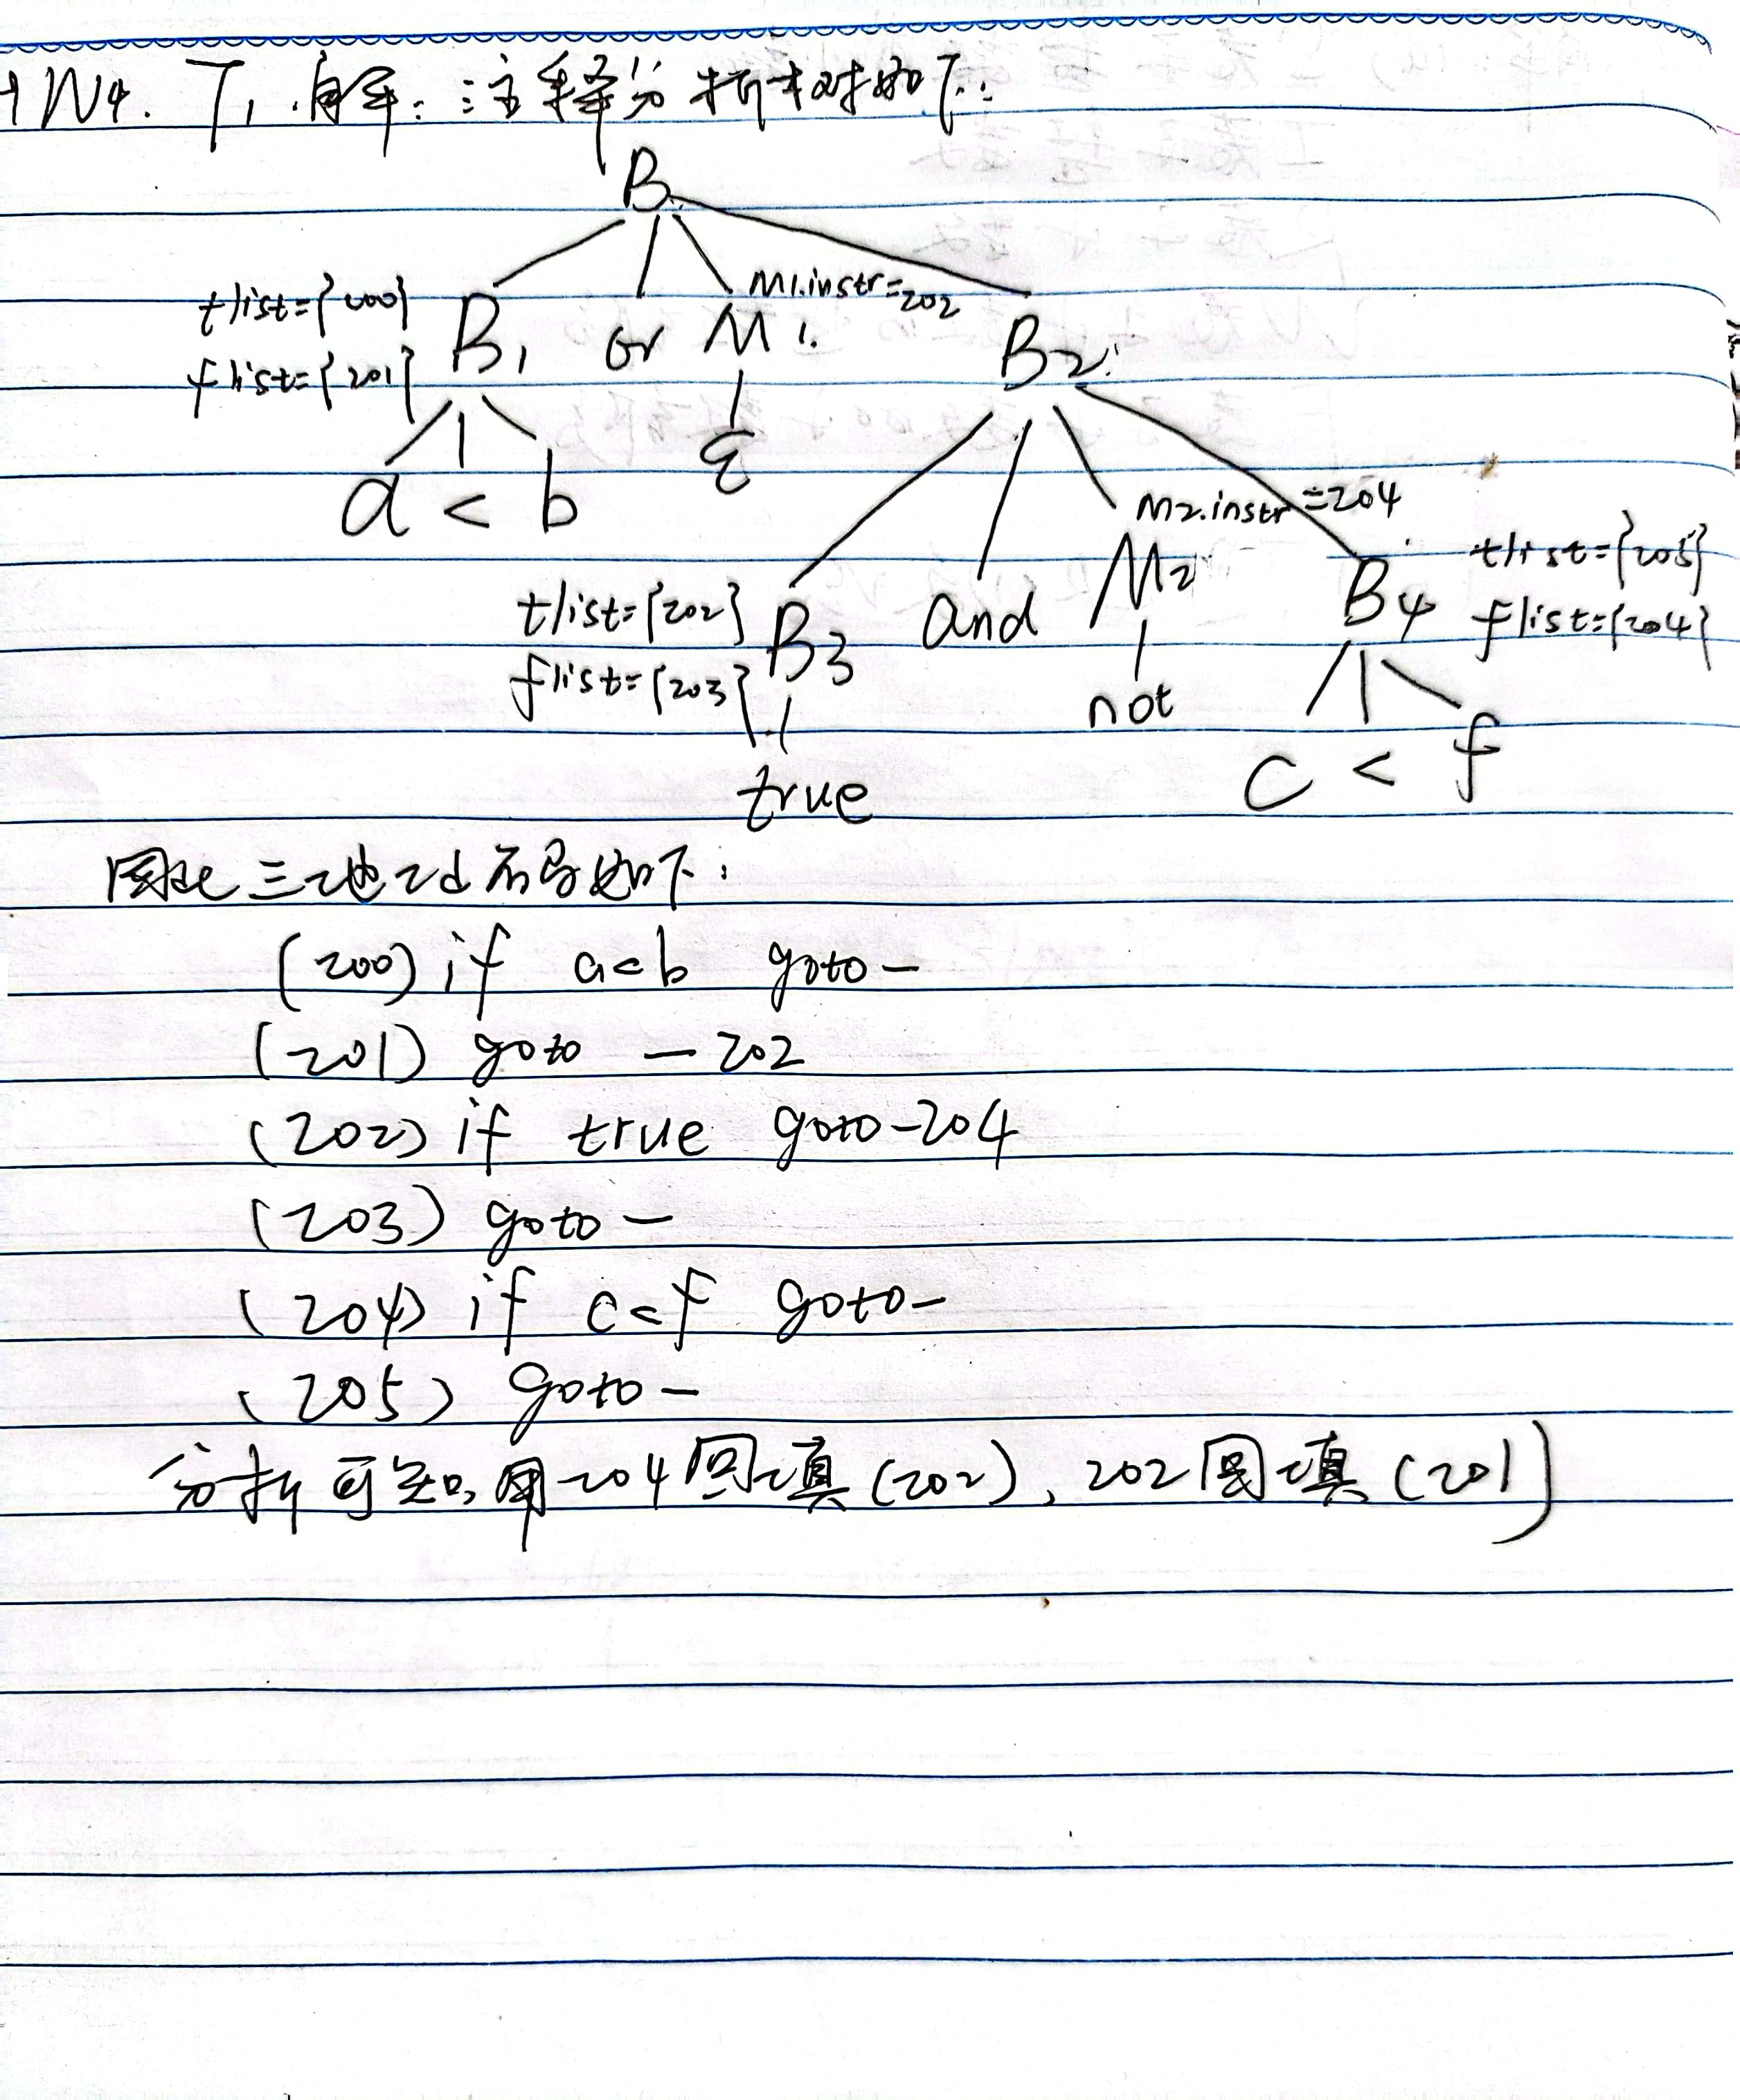 HW4. T1. 解: 注释分析树如下:
B
tlist={200} M1.instr=202
flist={201} B1 or M1 B2
a < b ε
M2.instr=204
tlist={202} B3 and M2 B4 tlist={205}
flist={203} flist={204}
not
true c < f
因此三地址码如下:
(200) if a<b goto -
(201) goto - 202
(202) if true goto - 204
(203) goto -
(204) if c<f goto -
(205) goto -
分析可知, 用204回填(202), 202回填(201)